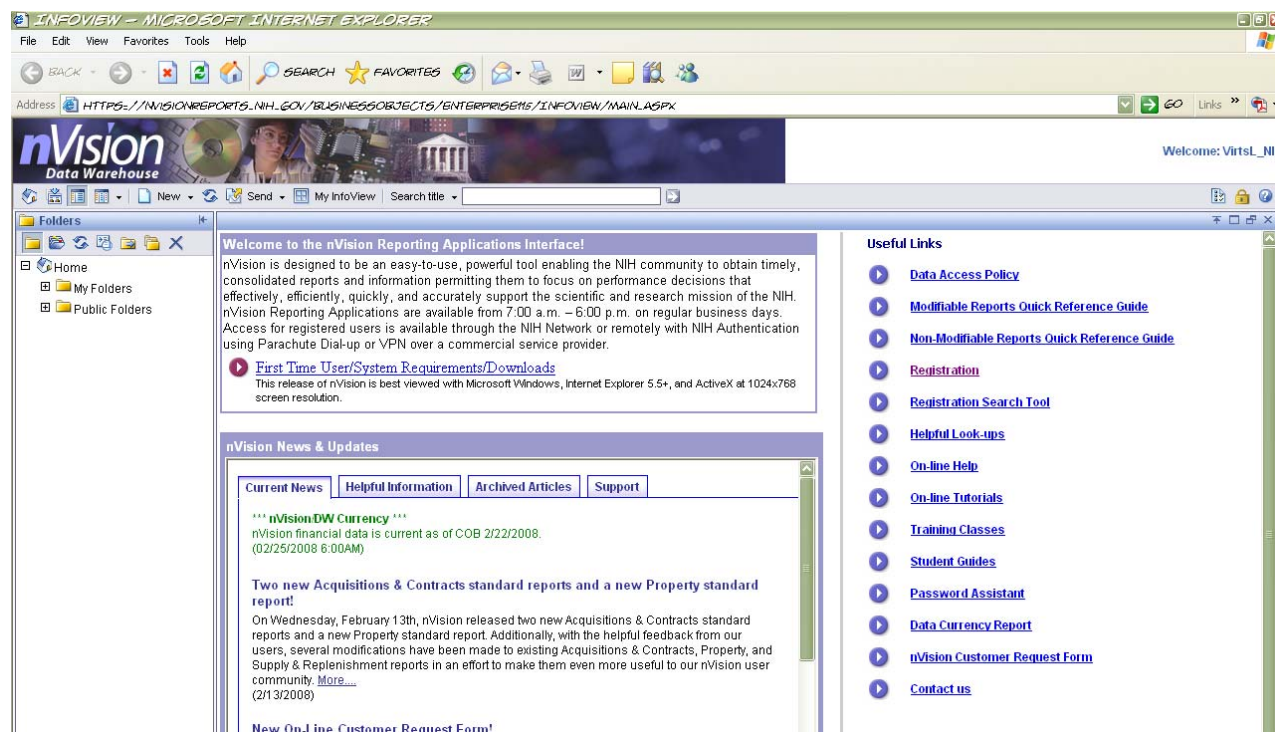 INFOVIEW - MICROSOFT INTERNET EXPLORER
File Edit View Favorites Tools Help
BACK SEARCH FAVORITES
Address HTTPS://NVISIONREPORTS.NIH.GOV/BUSINESSOBJECTS/ENTERPRISE115/INFOVIEW/MAIN.ASPX GO Links »
nVision
Data Warehouse
Welcome: VirtsL_NI
New Send My InfoView Search title
Folders
Home
My Folders
Public Folders
Welcome to the nVision Reporting Applications Interface!
nVision is designed to be an easy-to-use, powerful tool enabling the NIH community to obtain timely,
consolidated reports and information permitting them to focus on performance decisions that
effectively, efficiently, quickly, and accurately support the scientific and research mission of the NIH.
nVision Reporting Applications are available from 7:00 a.m. – 6:00 p.m. on regular business days.
Access for registered users is available through the NIH Network or remotely with NIH Authentication
using Parachute Dial-up or VPN over a commercial service provider.
First Time User/System Requirements/Downloads
This release of nVision is best viewed with Microsoft Windows, Internet Explorer 5.5+, and ActiveX at 1024x768
screen resolution.
nVision News & Updates
Current News Helpful Information Archived Articles Support
*** nVision/DW Currency ***
nVision financial data is current as of COB 2/22/2008.
(02/25/2008 6:00AM)
Two new Acquisitions & Contracts standard reports and a new Property standard
report!
On Wednesday, February 13th, nVision released two new Acquisitions & Contracts standard
reports and a new Property standard report. Additionally, with the helpful feedback from our
users, several modifications have been made to existing Acquisitions & Contracts, Property, and
Supply & Replenishment reports in an effort to make them even more useful to our nVision user
community. More....
(2/13/2008)
New On-Line Customer Request Form!
Useful Links
Data Access Policy
Modifiable Reports Quick Reference Guide
Non-Modifiable Reports Quick Reference Guide
Registration
Registration Search Tool
Helpful Look-ups
On-line Help
On-line Tutorials
Training Classes
Student Guides
Password Assistant
Data Currency Report
nVision Customer Request Form
Contact us